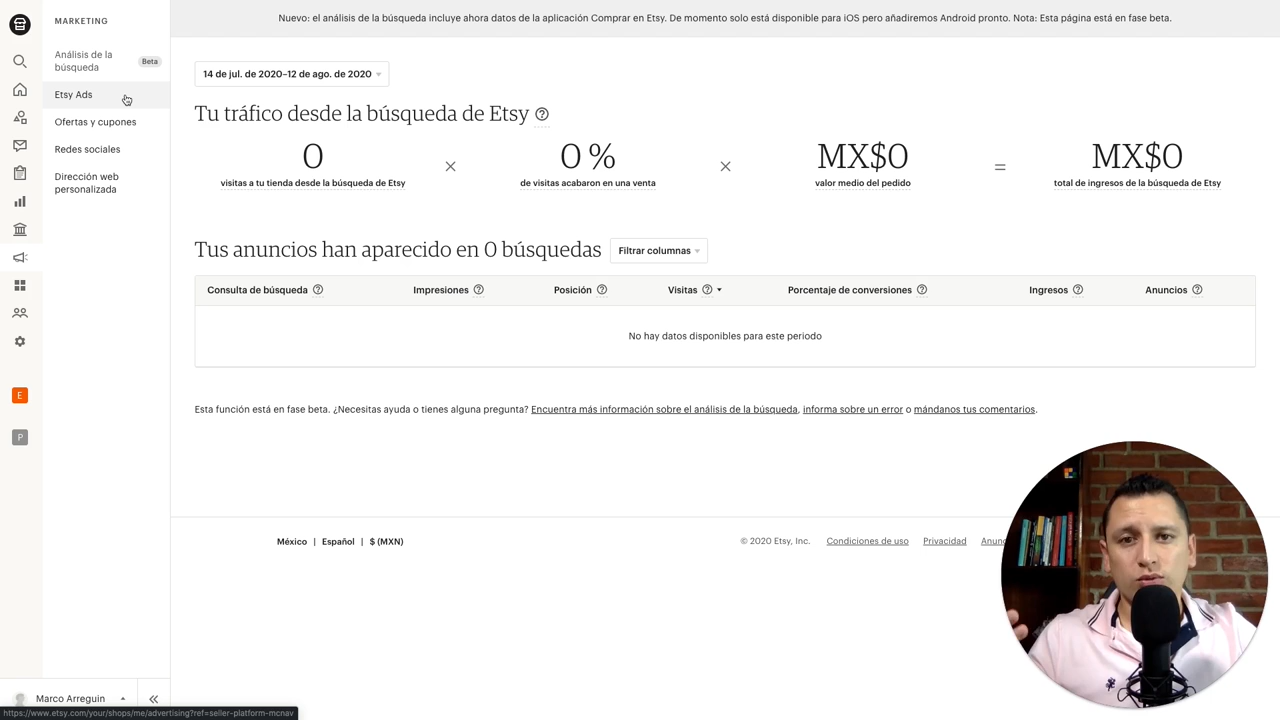 MARKETING
Análisis de la
búsqueda
Beta
Etsy Ads
Ofertas y cupones
Redes sociales
Dirección web
personalizada
E
P
Marco Arreguin
https://www.etsy.com/your/shops/me/advertising?ref=seller-platform-mcnav
Nuevo: el análisis de la búsqueda incluye ahora datos de la aplicación Comprar en Etsy. De momento solo está disponible para iOS pero añadiremos Android pronto. Nota: Esta página está en fase beta.
14 de jul. de 2020–12 de ago. de 2020
Tu tráfico desde la búsqueda de Etsy ?
0 × 0 % × MX$0 = MX$0
visitas a tu tienda desde la búsqueda de Etsy de visitas acabaron en una venta valor medio del pedido total de ingresos de la búsqueda de Etsy
Tus anuncios han aparecido en 0 búsquedas Filtrar columnas
Consulta de búsqueda ? Impresiones ? Posición ? Visitas ? Porcentaje de conversiones ? Ingresos ? Anuncios ?
No hay datos disponibles para este periodo
Esta función está en fase beta. ¿Necesitas ayuda o tienes alguna pregunta? Encuentra más información sobre el análisis de la búsqueda, informa sobre un error o mándanos tus comentarios.
México | Español | $ (MXN) © 2020 Etsy, Inc. Condiciones de uso Privacidad